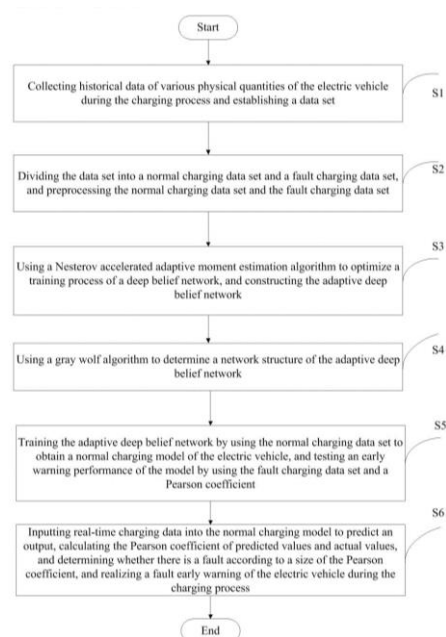 Start
Collecting historical data of various physical quantities of the electric vehicle
during the charging process and establishing a data set
S1
Dividing the data set into a normal charging data set and a fault charging data set,
and preprocessing the normal charging data set and the fault charging data set
S2
Using a Nesterov accelerated adaptive moment estimation algorithm to optimize a
training process of a deep belief network, and constructing the adaptive deep
belief network
S3
Using a gray wolf algorithm to determine a network structure of the adaptive deep
belief network
S4
Training the adaptive deep belief network by using the normal charging data set to
obtain a normal charging model of the electric vehicle, and testing an early
warning performance of the model by using the fault charging data set and a
Pearson coefficient
S5
Inputting real-time charging data into the normal charging model to predict an
output, calculating the Pearson coefficient of predicted values and actual values,
and determining whether there is a fault according to a size of the Pearson
coefficient, and realizing a fault early warning of the electric vehicle during the
charging process
S6
End